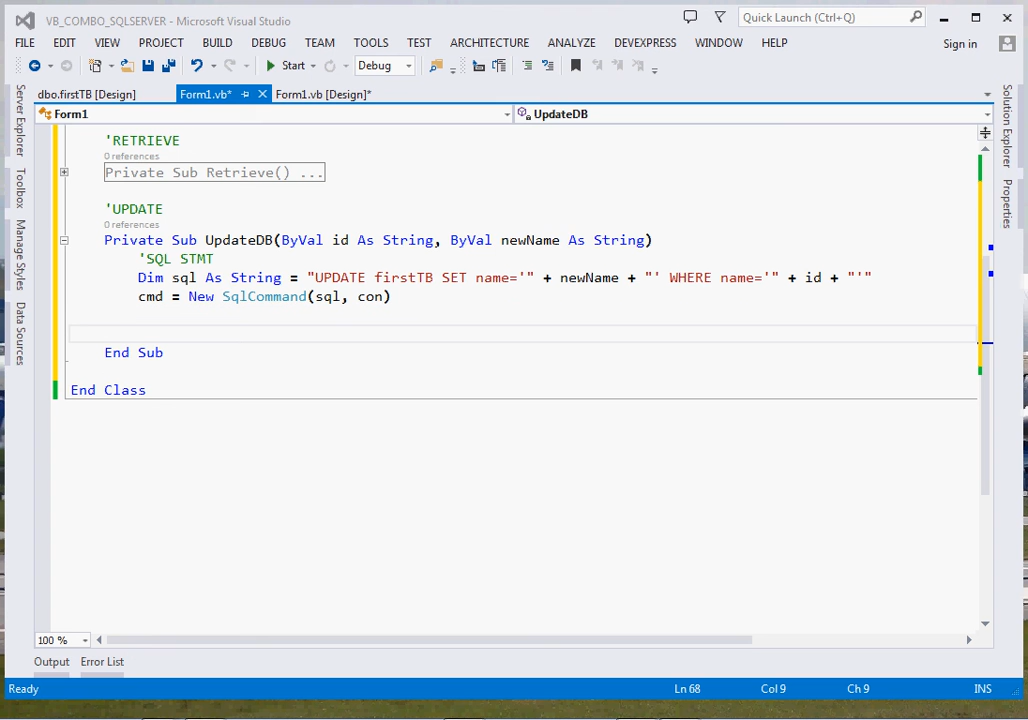 VB_COMBO_SQLSERVER - Microsoft Visual Studio
Quick Launch (Ctrl+Q)
FILE EDIT VIEW PROJECT BUILD DEBUG TEAM TOOLS TEST ARCHITECTURE ANALYZE DEVEXPRESS WINDOW HELP Sign in
Start Debug
dbo.firstTB [Design] Form1.vb* Form1.vb [Design]*
Form1 UpdateDB
Server Explorer
Toolbox
Manage Styles
Data Sources
Solution Explorer
Properties
'RETRIEVE
0 references
Private Sub Retrieve() ...
'UPDATE
0 references
Private Sub UpdateDB(ByVal id As String, ByVal newName As String)
'SQL STMT
Dim sql As String = "UPDATE firstTB SET name='" + newName + "' WHERE name='" + id + "'"
cmd = New SqlCommand(sql, con)
End Sub
End Class
100 %
Output Error List
Ready Ln 68 Col 9 Ch 9 INS